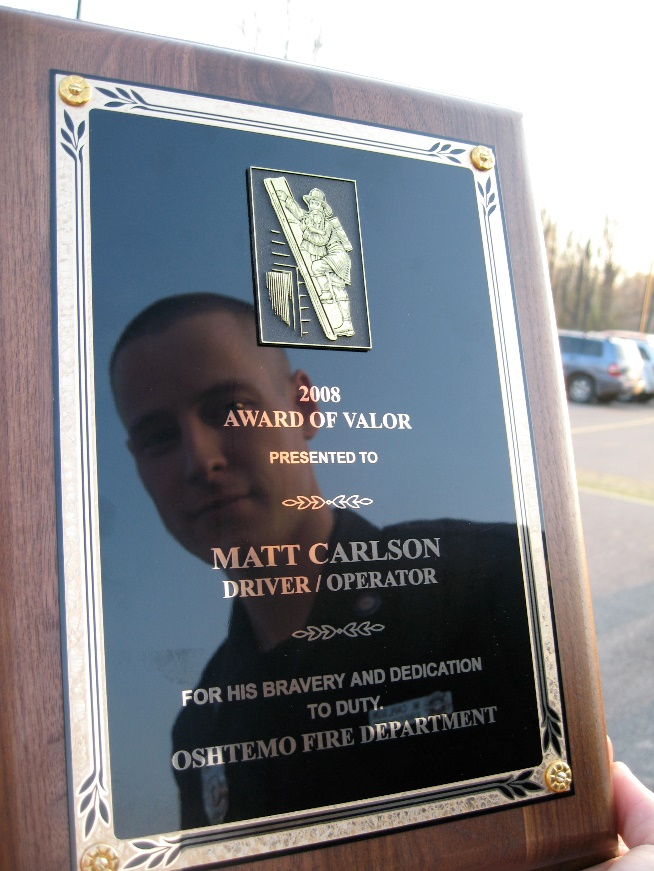 2008
AWARD OF VALOR
PRESENTED TO
MATT CARLSON
DRIVER / OPERATOR
FOR HIS BRAVERY AND DEDICATION
TO DUTY.
OSHTEMO FIRE DEPARTMENT